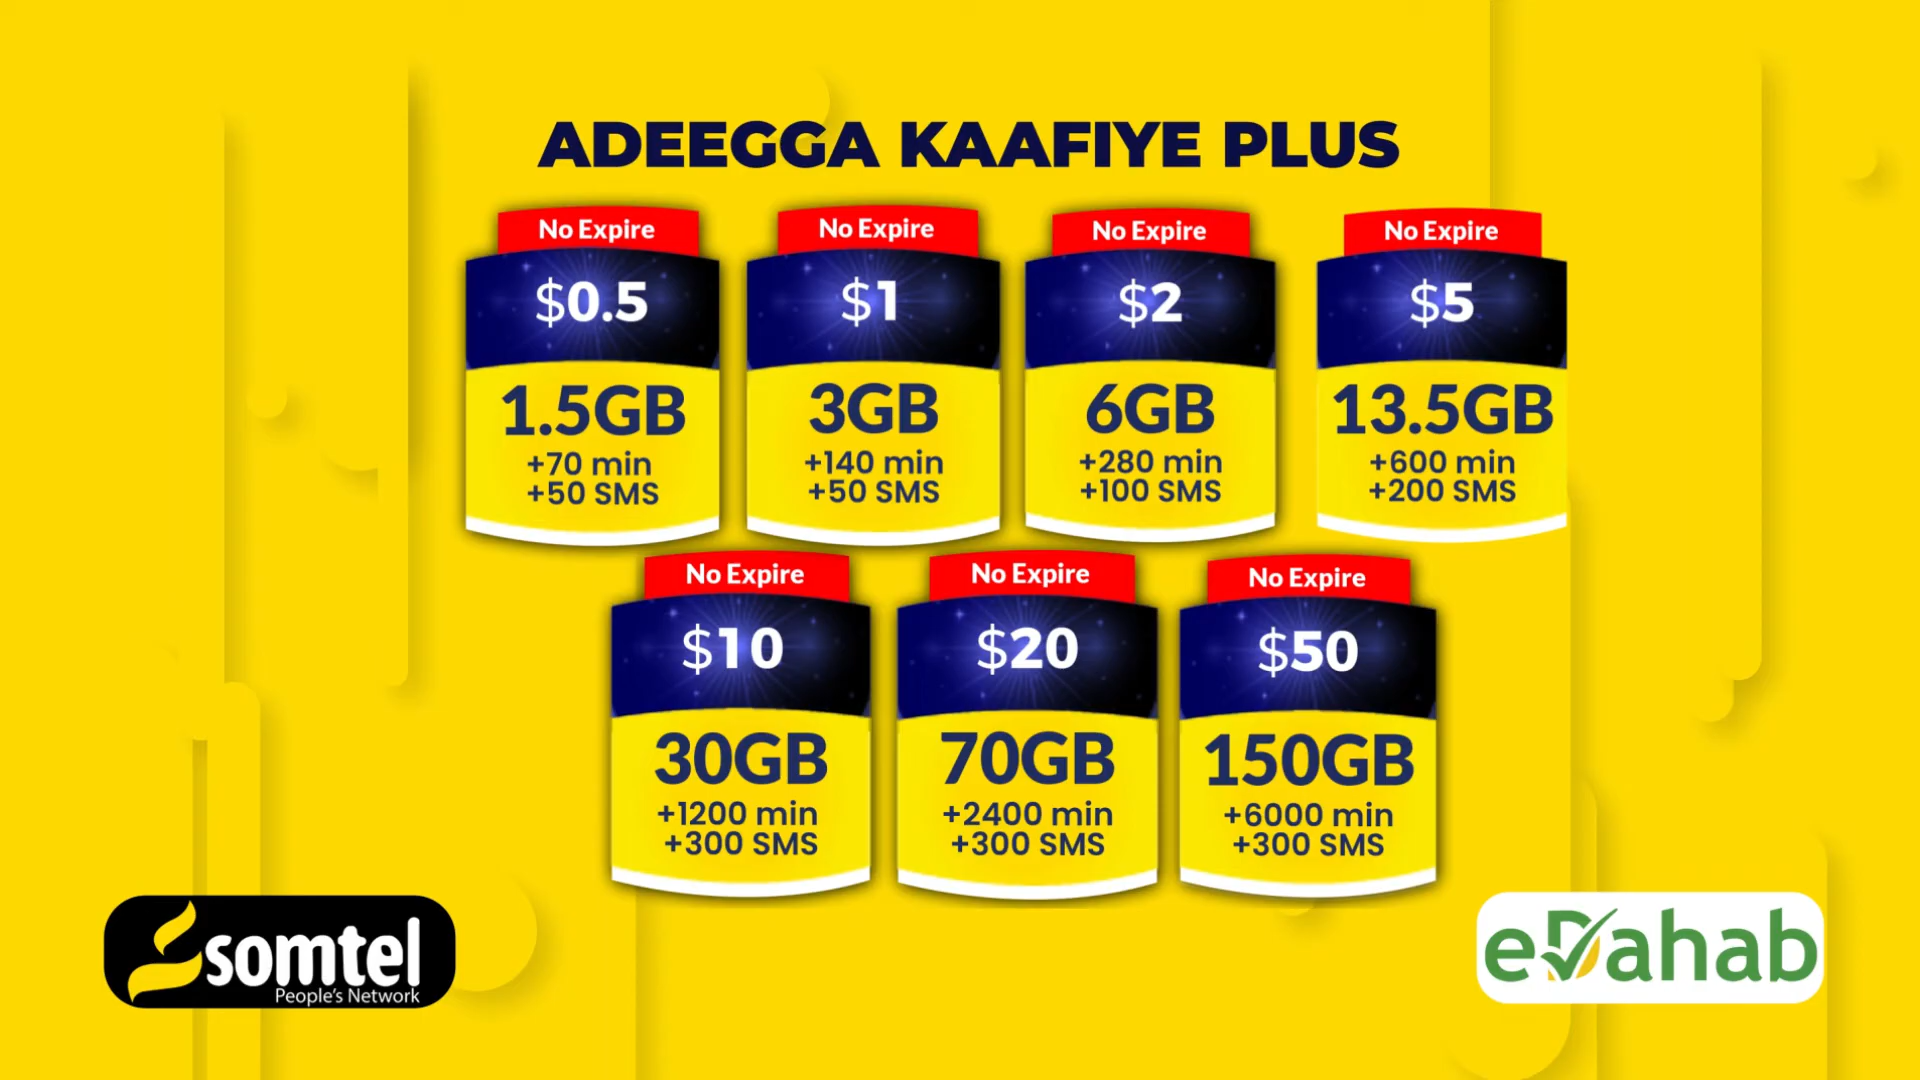 ADEEGGA KAAFIYE PLUS
No Expire
$0.5
1.5GB
+70 min
+50 SMS
No Expire
$1
3GB
+140 min
+50 SMS
No Expire
$2
6GB
+280 min
+100 SMS
No Expire
$5
13.5GB
+600 min
+200 SMS
No Expire
$10
30GB
+1200 min
+300 SMS
No Expire
$20
70GB
+2400 min
+300 SMS
No Expire
$50
150GB
+6000 min
+300 SMS
somtel
People's Network
eDahab